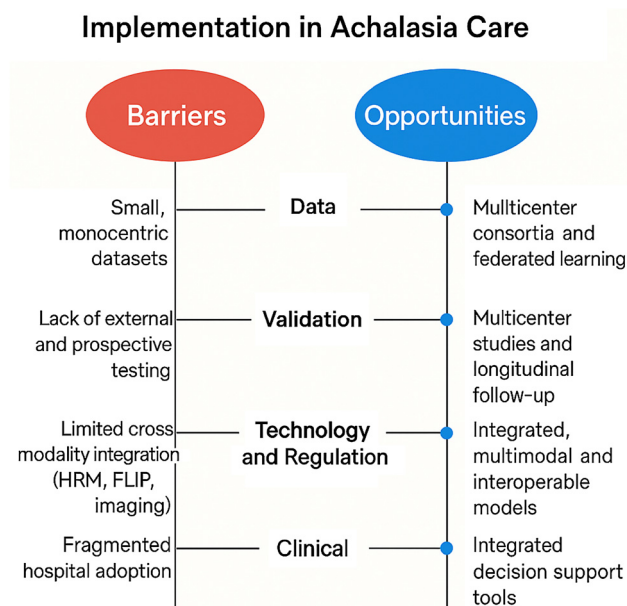 Implementation in Achalasia Care
Barriers
Opportunities
Small,
monocentric
datasets
Data
Mullticenter
consortia and
federated learning
Lack of external
and prospective
testing
Validation
Multicenter
studies and
longitudinal
follow-up
Limited cross
modality integration
(HRM, FLIP,
imaging)
Technology
and Regulation
Integrated,
multimodal and
interoperable
models
Fragmented
hospital adoption
Clinical
Integrated
decision support
tools